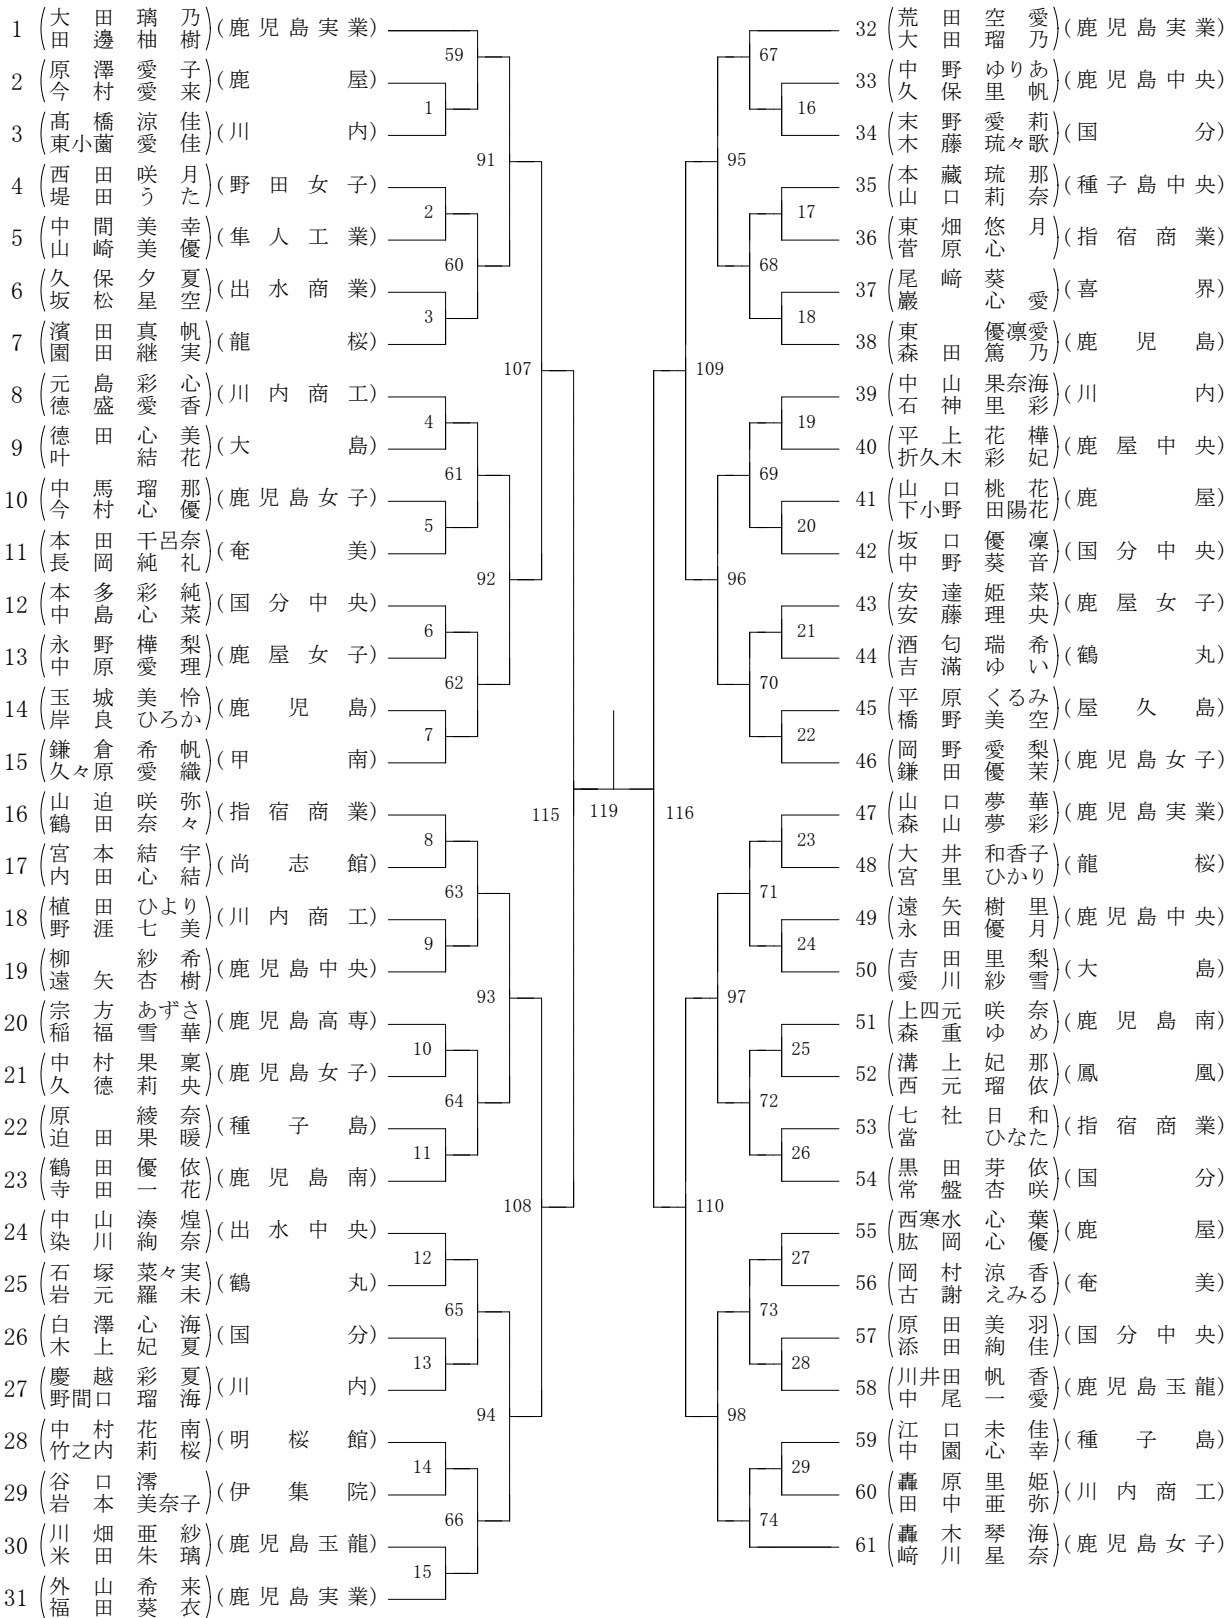 1 大田璃乃 田邊柚樹 (鹿児島実業)
2 原澤愛子 今村愛来 (鹿屋)
3 髙橋涼佳 東小薗愛佳 (川内)
4 西田咲月 堤田うた (野田女子)
5 中間美幸 山崎美優 (隼人工業)
6 久保夕夏 坂松星空 (出水商業)
7 濱田真帆 園田継実 (龍桜)
8 元島彩心 德盛愛香 (川内商工)
9 德田心美 叶結花 (大島)
10 中馬瑠那 今村心優 (鹿児島女子)
11 本田干呂奈 長岡純礼 (奄美)
12 本多彩純 中島心菜 (国分中央)
13 永野樺梨 中原愛理 (鹿屋女子)
14 玉城美怜 岸良ひろか (鹿児島)
15 鎌倉希帆 久々原愛織 (甲南)
16 山迫咲弥 鶴田奈々 (指宿商業)
17 宮本結宇 内田心結 (尚志館)
18 植田ひより 野涯七美 (川内商工)
19 柳紗希 遠矢杏樹 (鹿児島中央)
20 宗方あずさ 稲福雪華 (鹿児島高専)
21 中村果稟 久德莉央 (鹿児島女子)
22 原綾奈 迫田果暖 (種子島)
23 鶴田優依 寺田一花 (鹿児島南)
24 中山湊煌 染川絢奈 (出水中央)
25 石塚菜々実 岩元羅未 (鶴丸)
26 白澤心海 木上妃夏 (国分)
27 慶越彩夏 野間口瑠海 (川内)
28 中村花南 竹之内莉桜 (明桜館)
29 谷口澪 岩本美奈子 (伊集院)
30 川畑亜紗 米田朱璃 (鹿児島玉龍)
31 外山希来 福田葵衣 (鹿児島実業)
59
1
91
2
60
3
107
4
61
5
92
6
62
7
115
8
63
9
93
10
64
11
108
12
65
13
94
14
66
15
119
116
67
16
95
17
68
18
109
19
69
20
96
21
70
22
23
71
24
97
25
72
26
110
27
73
28
98
29
74
32 荒田空愛 大田瑠乃 (鹿児島実業)
33 中野ゆりあ 久保里帆 (鹿児島中央)
34 末野愛莉 木藤琉々歌 (国分)
35 本藏琉那 山口莉奈 (種子島中央)
36 東畑悠月 菅原心 (指宿商業)
37 尾﨑葵 巖心愛 (喜界)
38 東優凛愛 森田篤乃 (鹿児島)
39 中山果奈海 石神里彩 (川内)
40 平上花樺 折久木彩妃 (鹿屋中央)
41 山口桃花 下小野田陽花 (鹿屋)
42 坂口優凜 中野葵音 (国分中央)
43 安達姫菜 安藤理央 (鹿屋女子)
44 酒匂瑞希 吉満ゆい (鶴丸)
45 平原くるみ 橋野美空 (屋久島)
46 岡野愛梨 鎌田優茉 (鹿児島女子)
47 山口夢華 森山夢彩 (鹿児島実業)
48 大井和香子 宮里ひかり (龍桜)
49 遠矢樹里 永田優月 (鹿児島中央)
50 吉田里梨 愛川紗雪 (大島)
51 上四元咲奈 森重ゆめ (鹿児島南)
52 溝上妃那 西元瑠依 (鳳凰)
53 七社日和 當ひなた (指宿商業)
54 黒田芽依 常盤杏咲 (国分)
55 西寒水心葉 肱岡心優 (鹿屋)
56 岡村涼香 古謝えみる (奄美)
57 原田美羽 添田絢佳 (国分中央)
58 川井田帆香 中尾一愛 (鹿児島玉龍)
59 江口未佳 中園心幸 (種子島)
60 轟原里姫 田中亜弥 (川内商工)
61 轟木琴海 﨑川星奈 (鹿児島女子)